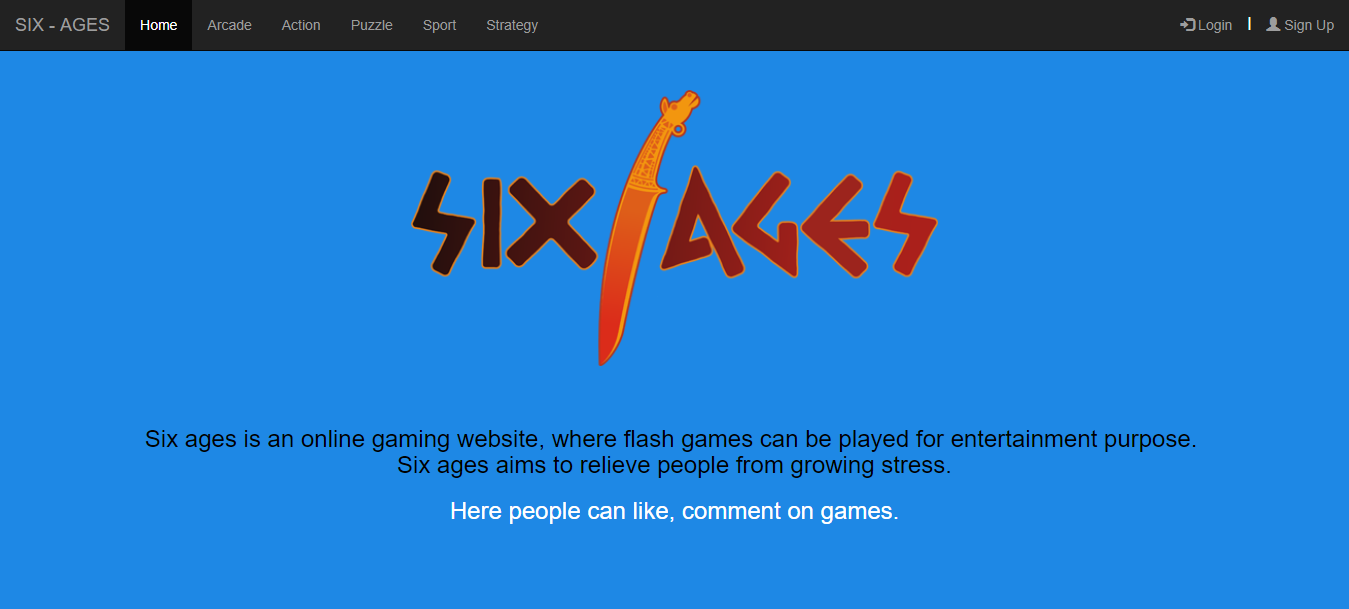 SIX - AGES Home Arcade Action Puzzle Sport Strategy Login | Sign Up
SIX AGES
Six ages is an online gaming website, where flash games can be played for entertainment purpose.
Six ages aims to relieve people from growing stress.
Here people can like, comment on games.